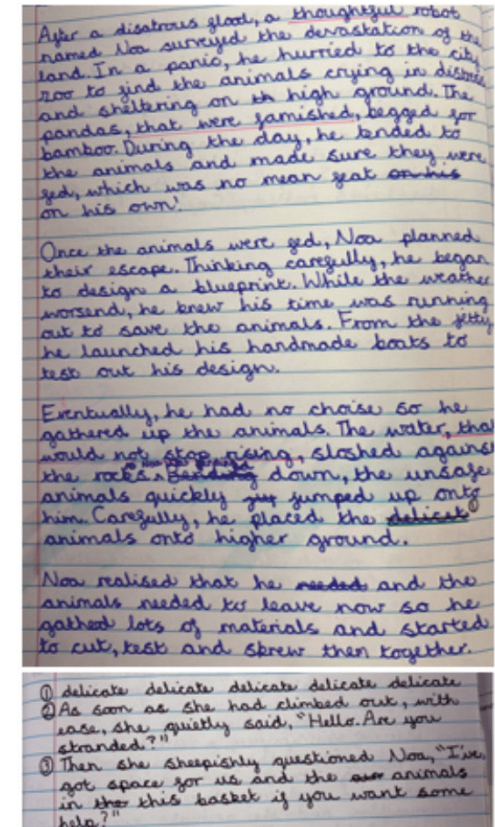 After a disatrous flood, a thoughtful robot
named Noa surveyed the devastation of the
land. In a panic, he hurried to the city
zoo to find the animals crying in distress
and sheltering on th high ground. The
pandas, that were famished, begged for
bamboo. During the day, he tended to
the animals and made sure they were
fed, which was no mean feat on his
on his own!
Once the animals were fed, Noa planned
their escape. Thinking carefully, he began
to design a blueprint. While the weather
worsend, he knew his time was running
out to save the animals. From the jetty
he launched his handmade boats to
test out his design.
Eventually, he had no choise so he
gathered up the animals. The water, that
would not stop rising, sloshed against
the rocks. Bending down, the unsafe
animals quickly jumped up onto
him. Carefully, he placed the delicat
animals onto higher ground.
Noa realised that he needed and the
animals needed to leave now so he
gathed lots of materials and started
to cut, test and skrew then together.
① delicate delicate delicate delicate delicate
② As soon as she had climbed out, with
ease, she quietly said, "Hello. Are you
stranded?"
③ Then she sheepishly questioned Noa, "I've
got space for us and the animals
in the this basket if you want some
help?"